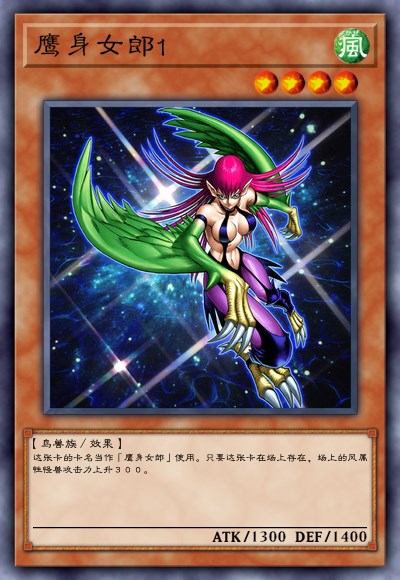 鹰身女郎1
風
【鸟兽族／效果】
这张卡的卡名当作「鹰身女郎」使用。只要这张卡在场上存在，场上的风属
性怪兽攻击力上升３００。
ATK/1300 DEF/1400